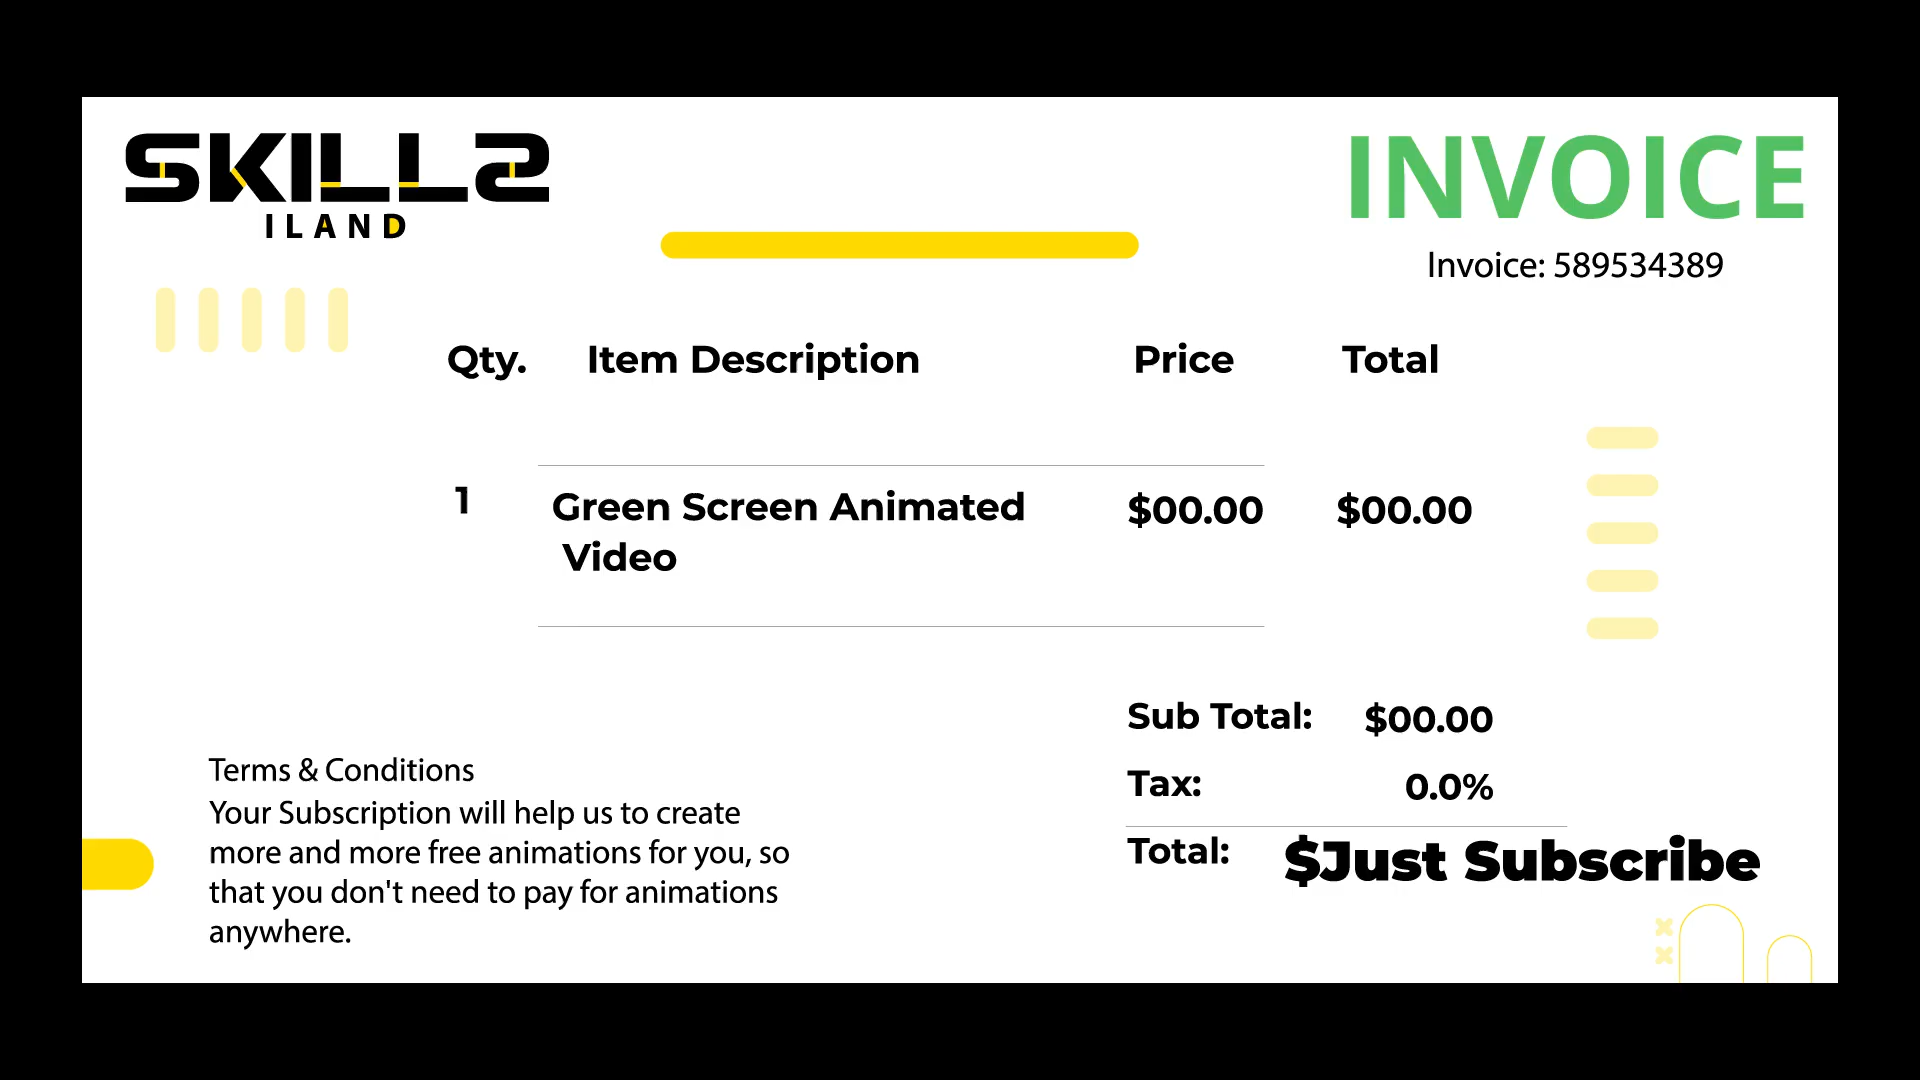 SKILLS
ILAND
INVOICE
Invoice: 589534389
Qty. Item Description Price Total
1 Green Screen Animated $00.00 $00.00
Video
Sub Total: $00.00
Tax: 0.0%
Total: $Just Subscribe
Terms & Conditions
Your Subscription will help us to create
more and more free animations for you, so
that you don't need to pay for animations
anywhere.